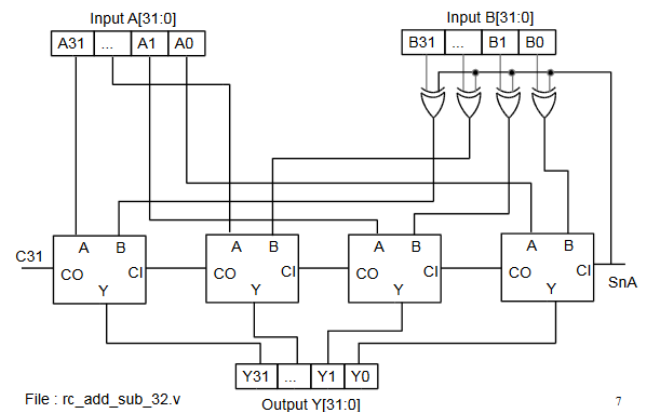 Input A[31:0] Input B[31:0]
A31 ... A1 A0 B31 ... B1 B0
A B A B A B A B
C31 CO CI CO CI CO CI CO CI SnA
Y Y Y Y
Y31 ... Y1 Y0
File : rc_add_sub_32.v Output Y[31:0] 7